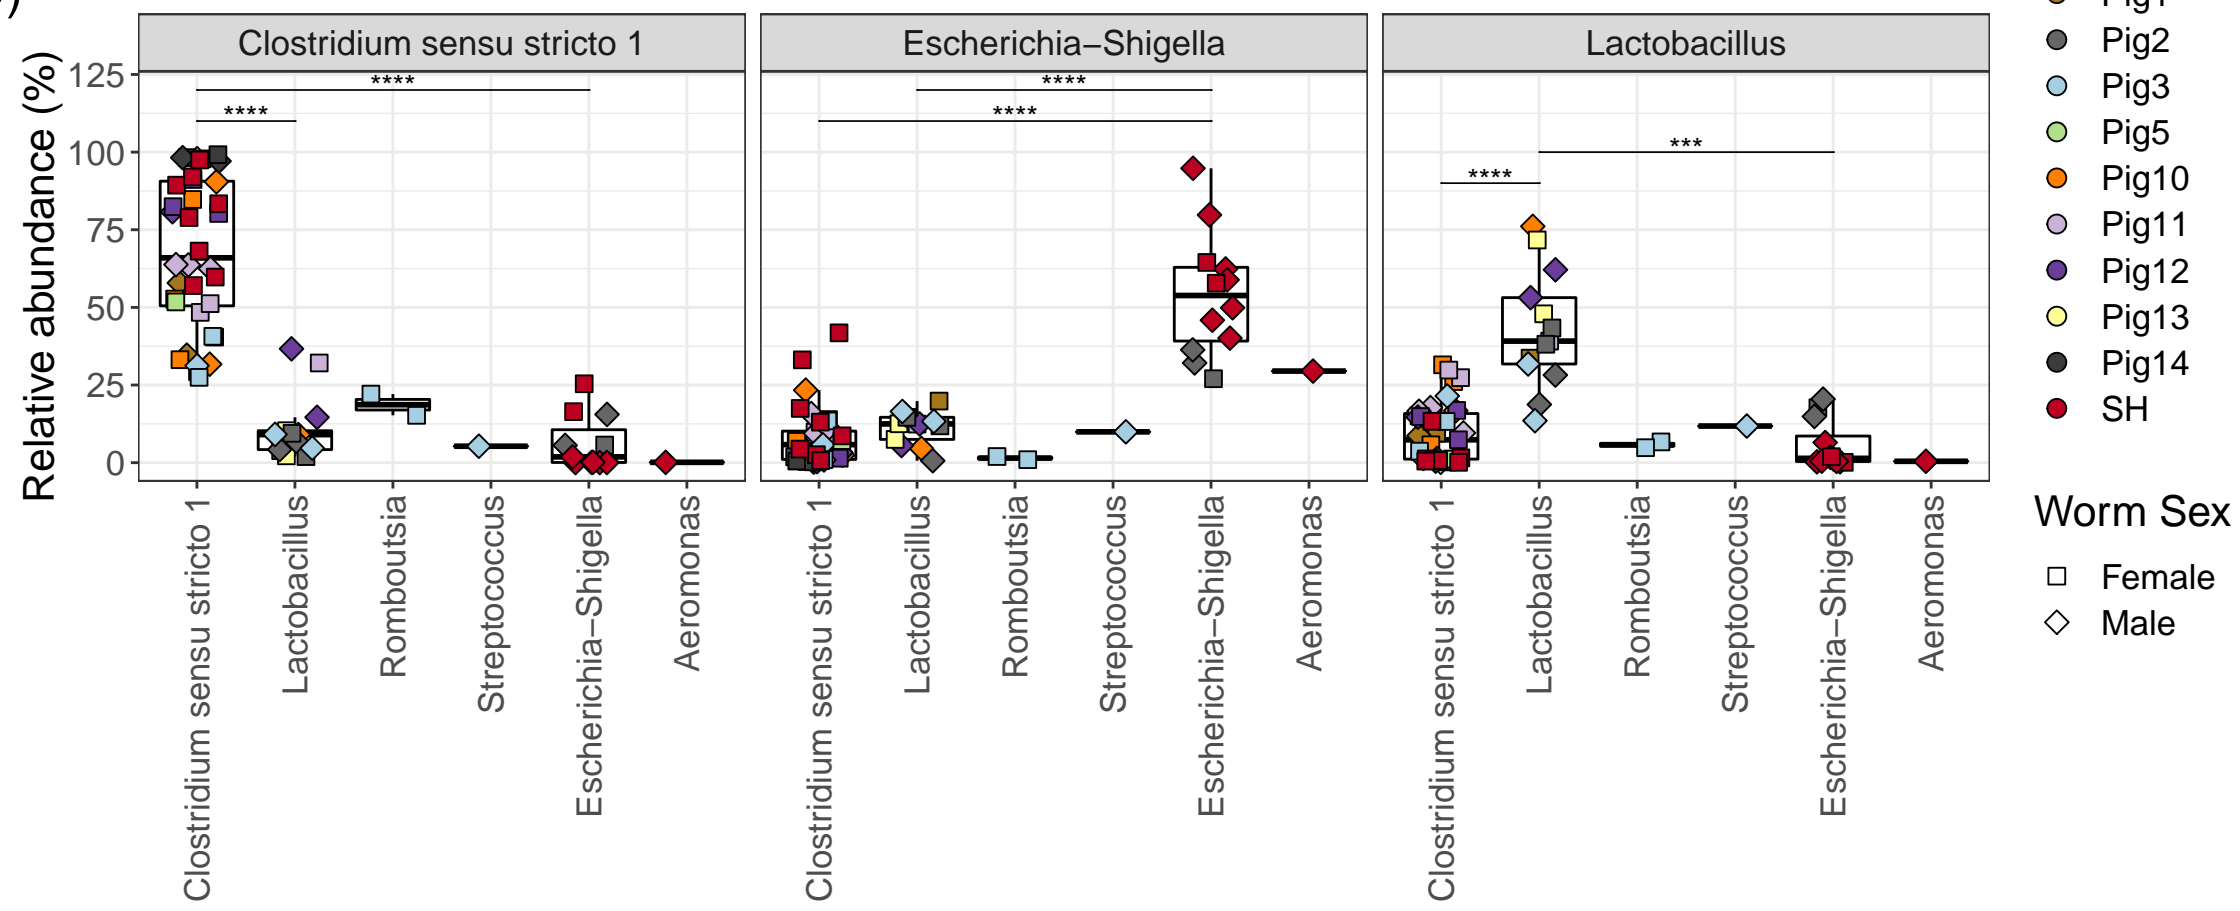 Clostridium sensu stricto 1
Escherichia−Shigella
Lactobacillus
Relative abundance (%)
125
100
75
50
25
0
****
****
****
****
***
****
Clostridium sensu stricto 1
Lactobacillus
Romboutsia
Streptococcus
Escherichia−Shigella
Aeromonas
Clostridium sensu stricto 1
Lactobacillus
Romboutsia
Streptococcus
Escherichia−Shigella
Aeromonas
Clostridium sensu stricto 1
Lactobacillus
Romboutsia
Streptococcus
Escherichia−Shigella
Aeromonas
Pig1
Pig2
Pig3
Pig5
Pig10
Pig11
Pig12
Pig13
Pig14
SH
Worm Sex
Female
Male